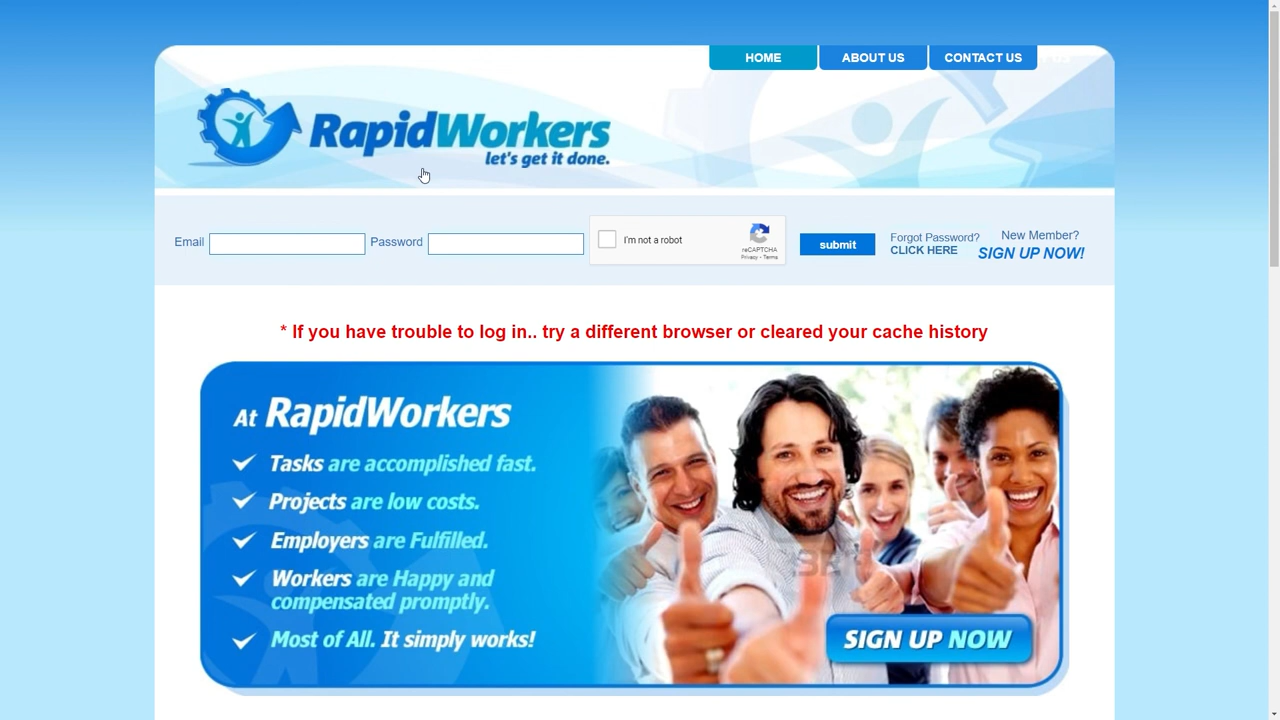 HOME
ABOUT US
CONTACT US
RapidWorkers
let's get it done.
Email
Password
I'm not a robot
reCAPTCHA
Privacy - Terms
submit
Forgot Password?
CLICK HERE
New Member?
SIGN UP NOW!
* If you have trouble to log in.. try a different browser or cleared your cache history
At RapidWorkers
Tasks are accomplished fast.
Projects are low costs.
Employers are Fulfilled.
Workers are Happy and
compensated promptly.
Most of All. It simply works!
SIGN UP NOW